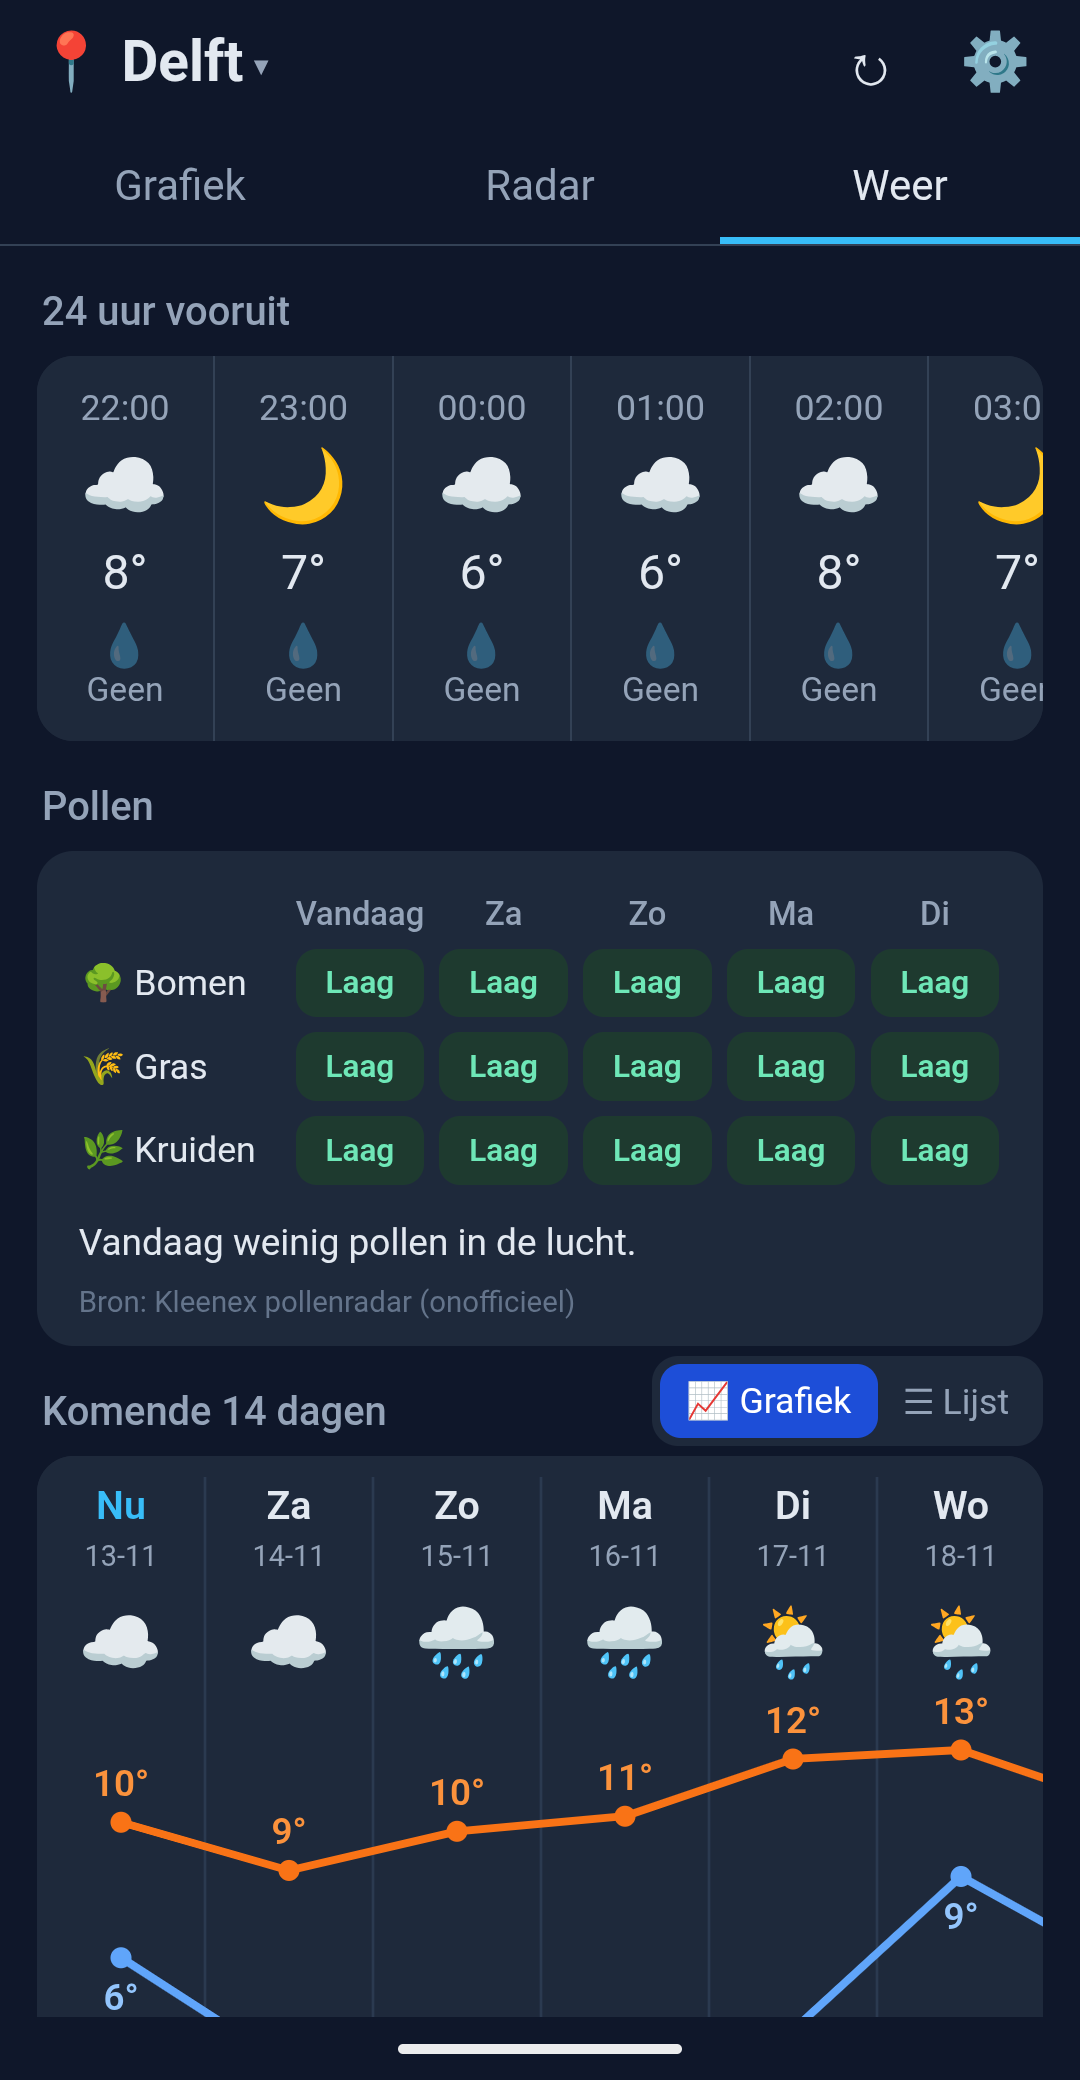 Delft
Grafiek Radar Weer
24 uur vooruit
22:00 23:00 00:00 01:00 02:00 03:0
8° 7° 6° 6° 8° 7°
Geen Geen Geen Geen Geen Geen
Pollen
Vandaag Za Zo Ma Di
Bomen Laag Laag Laag Laag Laag
Gras Laag Laag Laag Laag Laag
Kruiden Laag Laag Laag Laag Laag
Vandaag weinig pollen in de lucht.
Bron: Kleenex pollenradar (onofficieel)
Komende 14 dagen Grafiek Lijst
Nu Za Zo Ma Di Wo
13-11 14-11 15-11 16-11 17-11 18-11
10° 9° 10° 11° 12° 13°
6° 9°